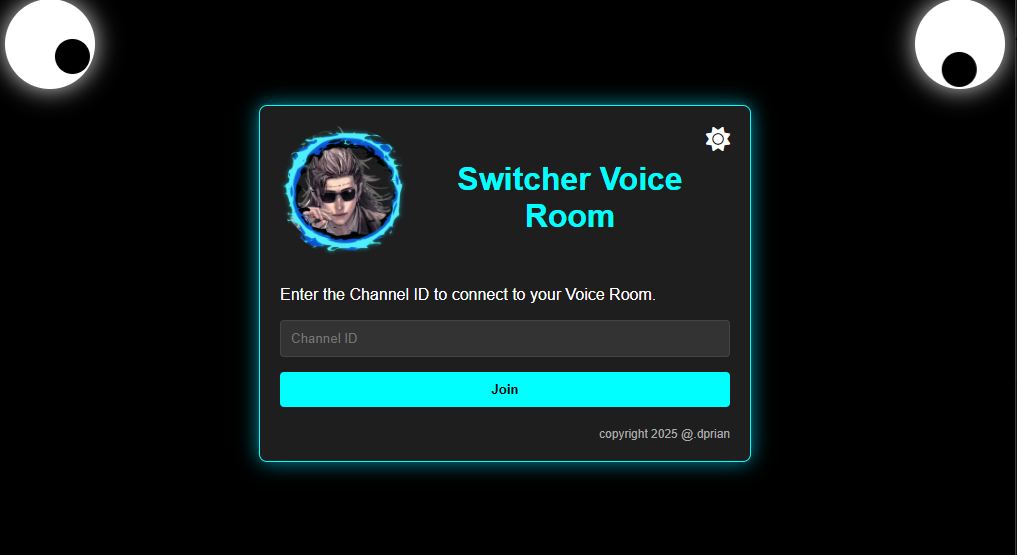 Switcher Voice
Room
Enter the Channel ID to connect to your Voice Room.
Channel ID
Join
copyright 2025 @.dprian